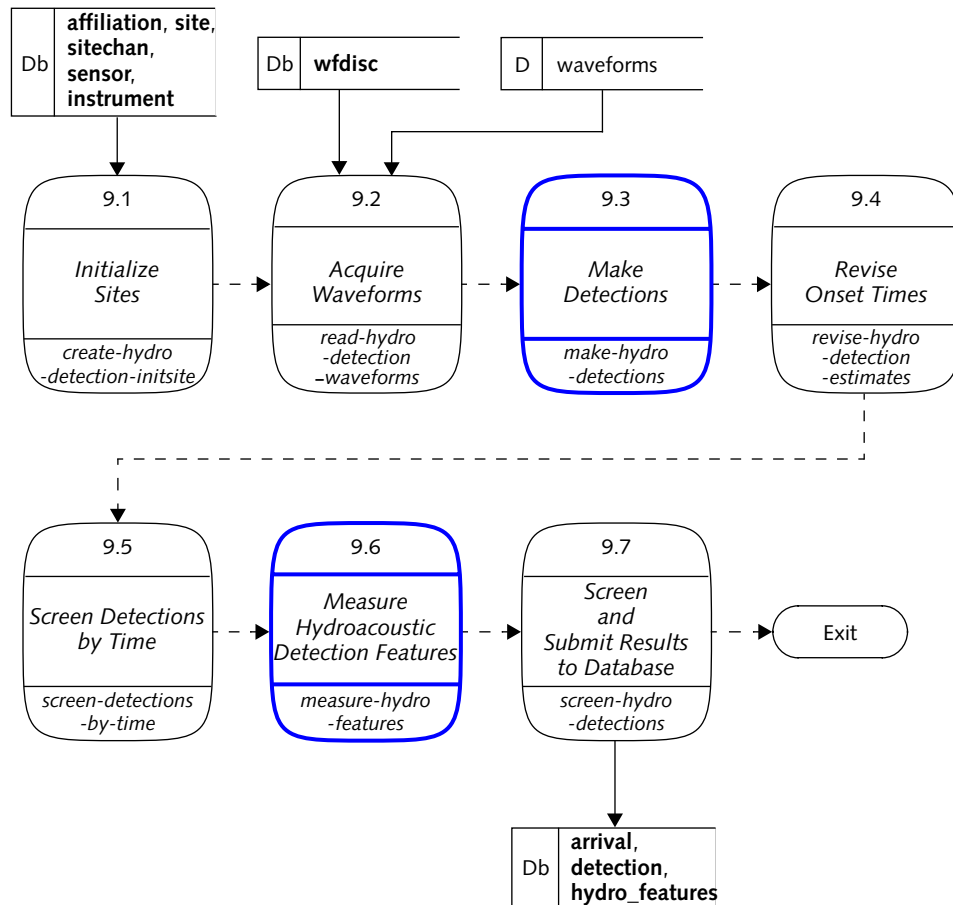 Db
affiliation, site,
sitechan,
sensor,
instrument
Db
wfdisc
D
waveforms
9.1
Initialize
Sites
create-hydro
-detection-initsite
9.2
Acquire
Waveforms
read-hydro
-detection
–waveforms
9.3
Make
Detections
make-hydro
-detections
9.4
Revise
Onset Times
revise-hydro
-detection
-estimates
9.5
Screen Detections
by Time
screen-detections
-by-time
9.6
Measure
Hydroacoustic
Detection Features
measure-hydro
-features
9.7
Screen
and
Submit Results
to Database
screen-hydro
-detections
Exit
Db
arrival,
detection,
hydro_features